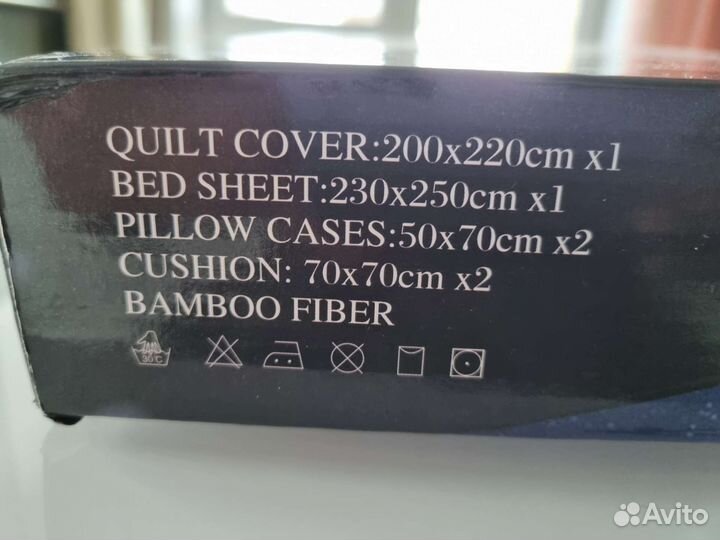 QUILT COVER:200x220cm x1
BED SHEET:230x250cm x1
PILLOW CASES:50x70cm x2
CUSHION: 70x70cm x2
BAMBOO FIBER
30°C
Avito